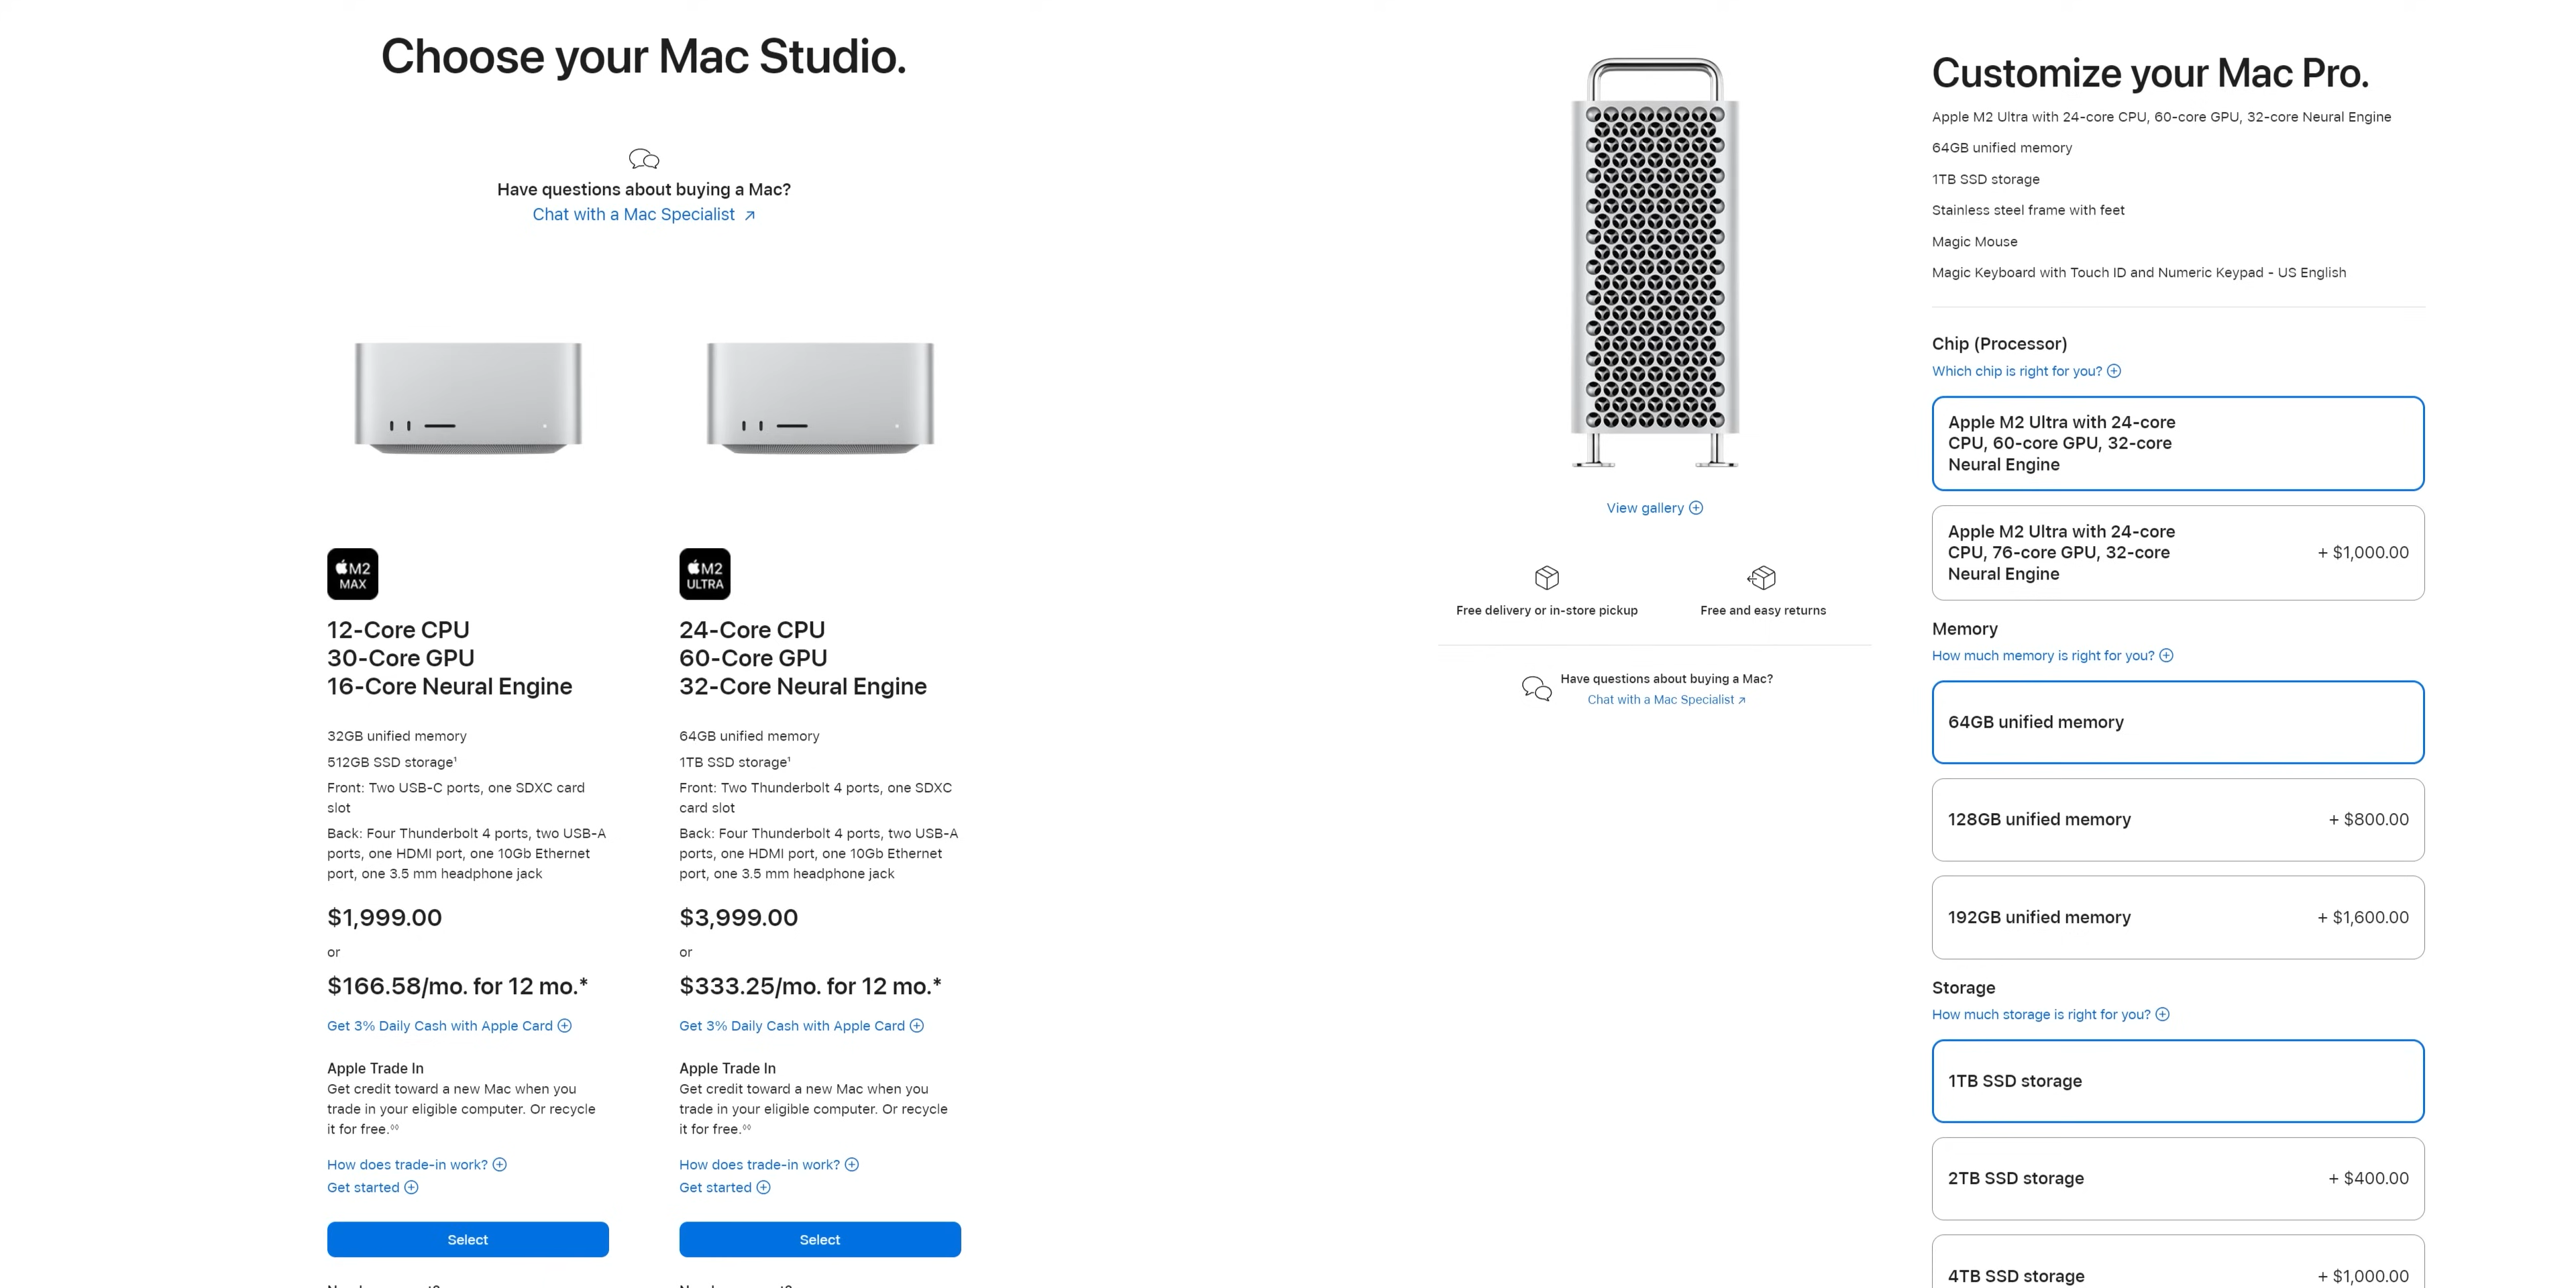 Choose your Mac Studio.
Have questions about buying a Mac?
Chat with a Mac Specialist ↗
M2
MAX
12-Core CPU
30-Core GPU
16-Core Neural Engine
32GB unified memory
512GB SSD storage¹
Front: Two USB-C ports, one SDXC card
slot
Back: Four Thunderbolt 4 ports, two USB-A
ports, one HDMI port, one 10Gb Ethernet
port, one 3.5 mm headphone jack
$1,999.00
or
$166.58/mo. for 12 mo.*
Get 3% Daily Cash with Apple Card
Apple Trade In
Get credit toward a new Mac when you
trade in your eligible computer. Or recycle
it for free.◊◊
How does trade-in work?
Get started
Select
M2
ULTRA
24-Core CPU
60-Core GPU
32-Core Neural Engine
64GB unified memory
1TB SSD storage¹
Front: Two Thunderbolt 4 ports, one SDXC
card slot
Back: Four Thunderbolt 4 ports, two USB-A
ports, one HDMI port, one 10Gb Ethernet
port, one 3.5 mm headphone jack
$3,999.00
or
$333.25/mo. for 12 mo.*
Get 3% Daily Cash with Apple Card
Apple Trade In
Get credit toward a new Mac when you
trade in your eligible computer. Or recycle
it for free.◊◊
How does trade-in work?
Get started
Select
View gallery
Free delivery or in-store pickup
Free and easy returns
Have questions about buying a Mac?
Chat with a Mac Specialist ↗
Customize your Mac Pro.
Apple M2 Ultra with 24-core CPU, 60-core GPU, 32-core Neural Engine
64GB unified memory
1TB SSD storage
Stainless steel frame with feet
Magic Mouse
Magic Keyboard with Touch ID and Numeric Keypad - US English
Chip (Processor)
Which chip is right for you?
Apple M2 Ultra with 24-core
CPU, 60-core GPU, 32-core
Neural Engine
Apple M2 Ultra with 24-core
CPU, 76-core GPU, 32-core
Neural Engine
+ $1,000.00
Memory
How much memory is right for you?
64GB unified memory
128GB unified memory + $800.00
192GB unified memory + $1,600.00
Storage
How much storage is right for you?
1TB SSD storage
2TB SSD storage + $400.00
4TB SSD storage + $1,000.00